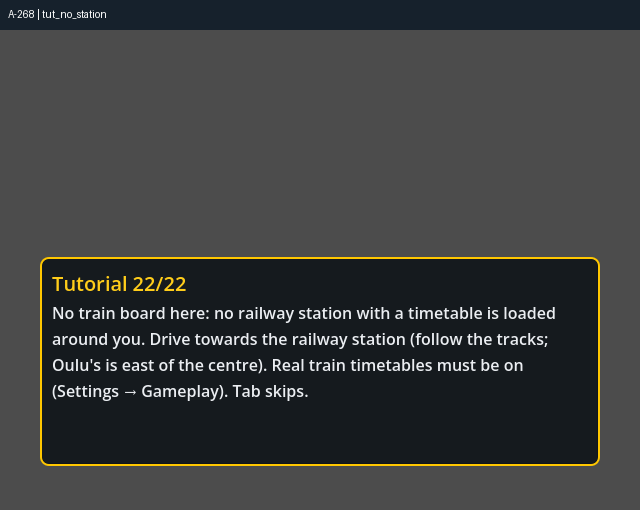 A-268 | tut_no_station
Tutorial 22/22
No train board here: no railway station with a timetable is loaded
around you. Drive towards the railway station (follow the tracks;
Oulu's is east of the centre). Real train timetables must be on
(Settings → Gameplay). Tab skips.